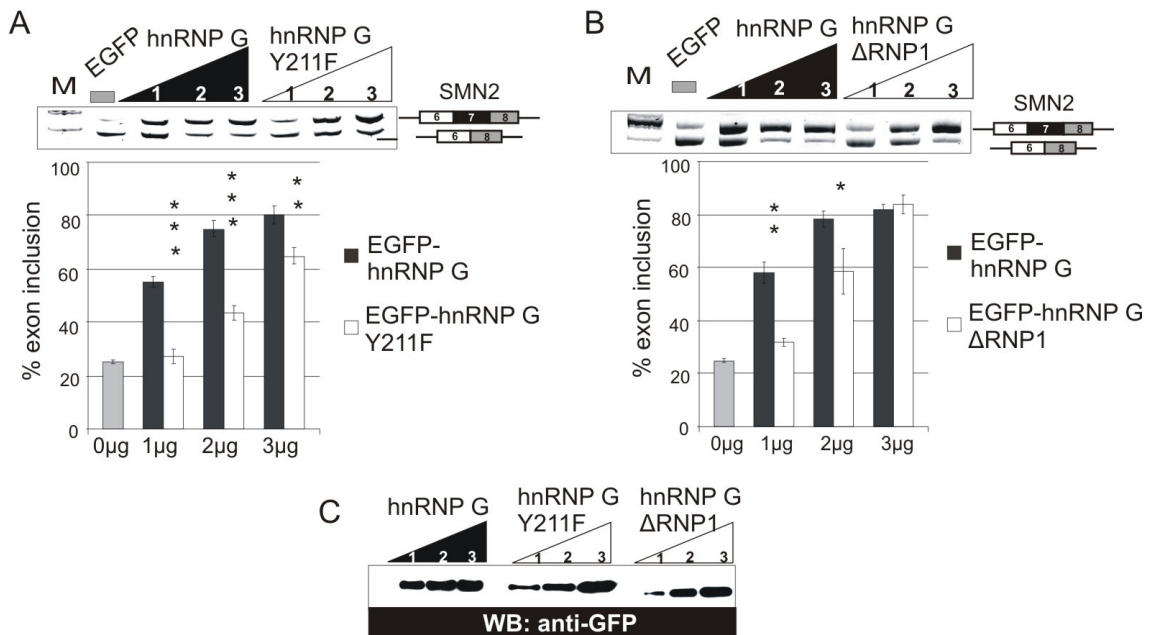 A
M
EGFP
hnRNP G
1 2 3
hnRNP G
Y211F
1 2 3
SMN2
6 7 8
6 8
% exon inclusion
100
80
60
40
20
0
* * *
* * *
* *
0µg 1µg 2µg 3µg
EGFP-
hnRNP G
EGFP-hnRNP G
Y211F
B
M
EGFP
hnRNP G
1 2 3
hnRNP G
ΔRNP1
1 2 3
SMN2
6 7 8
6 8
% exon inclusion
100
80
60
40
20
0
* *
*
0µg 1µg 2µg 3µg
EGFP-
hnRNP G
EGFP-hnRNP G
ΔRNP1
C
hnRNP G
1 2 3
hnRNP G
Y211F
1 2 3
hnRNP G
ΔRNP1
1 2 3
WB: anti-GFP